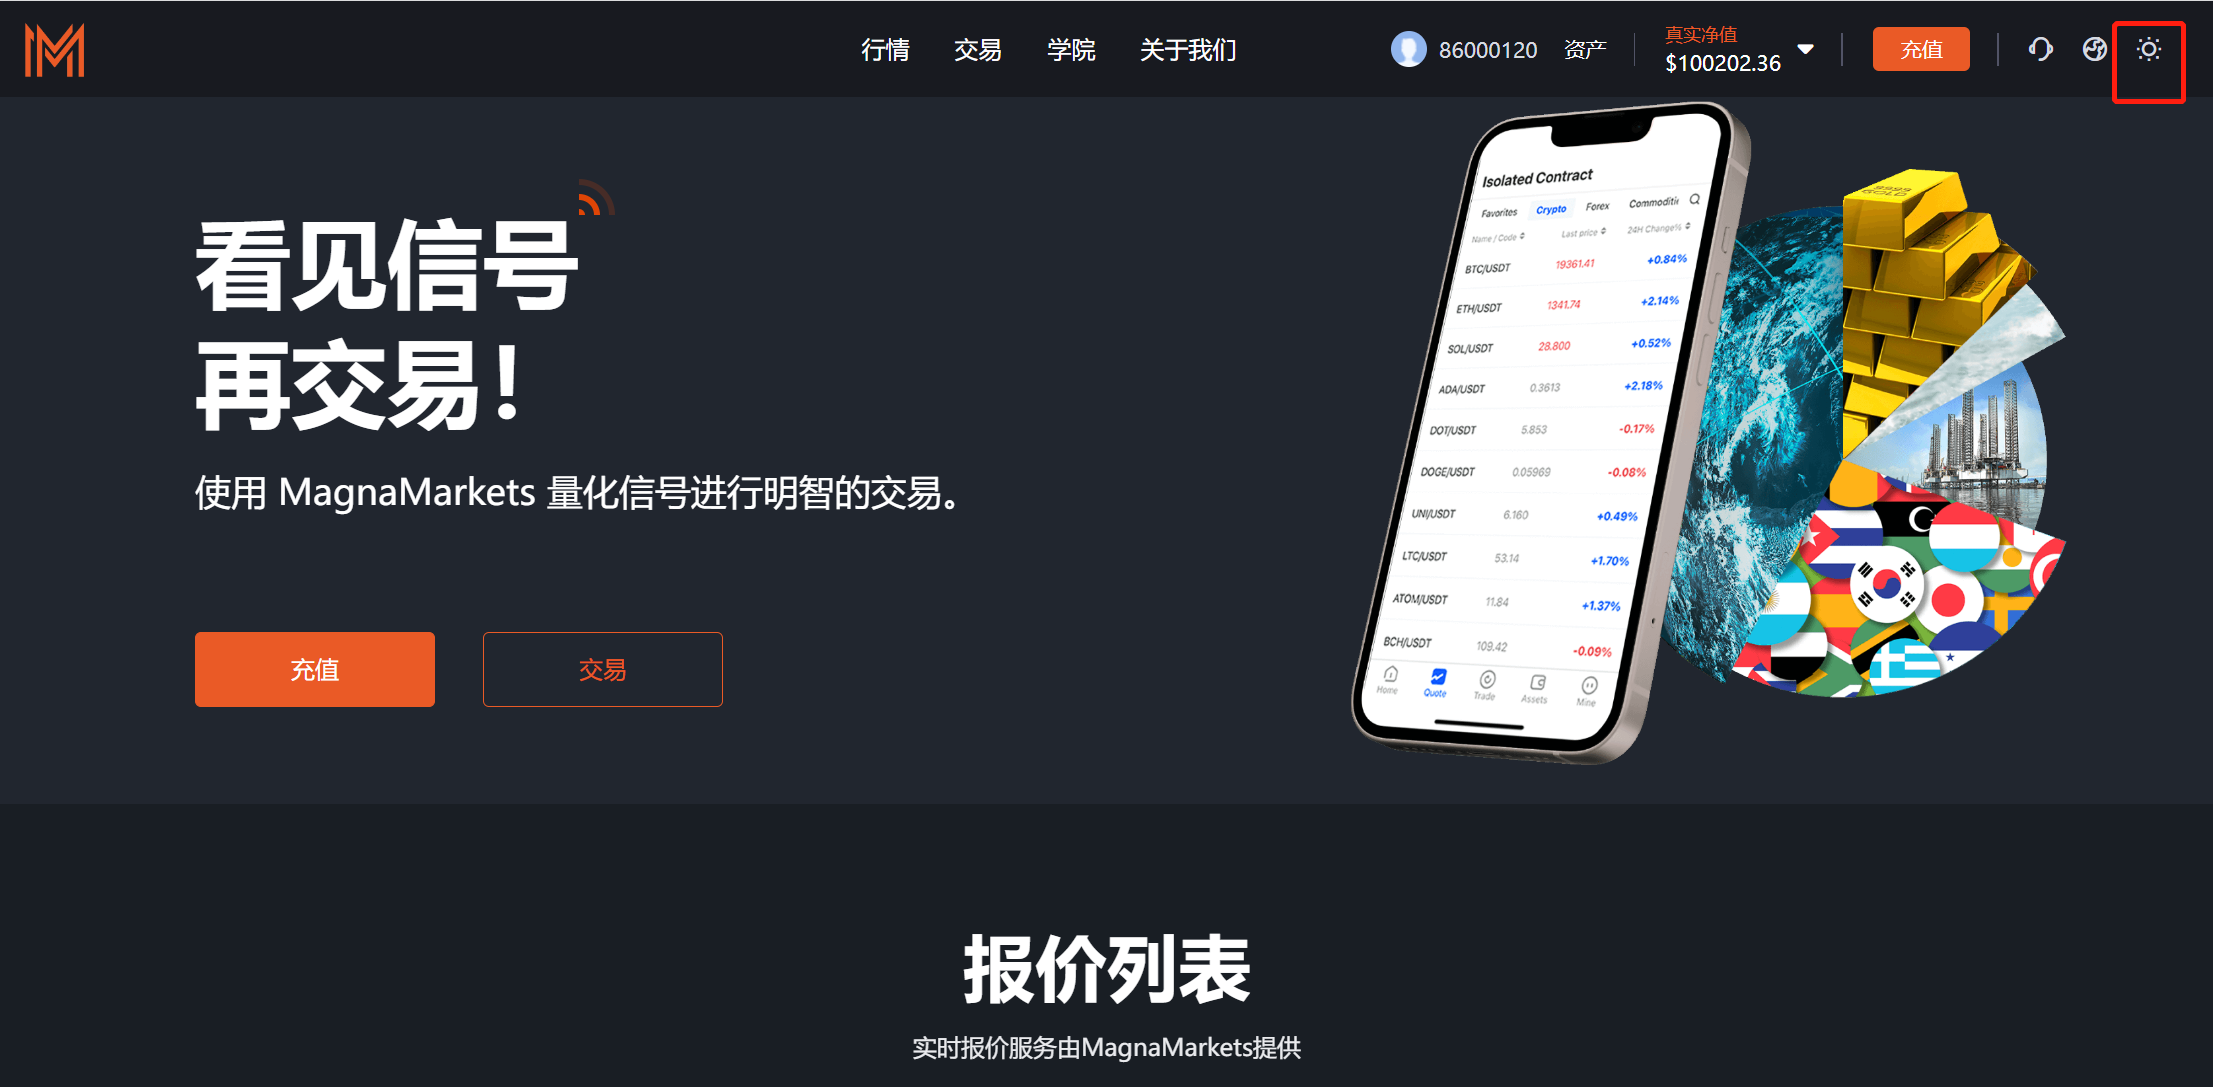 行情 交易 学院 关于我们 86000120 资产 真实净值 充值
$100202.36
看见信号
再交易！
使用 MagnaMarkets 量化信号进行明智的交易。
充值 交易
Isolated Contract
Favorites Crypto Forex Commoditi
Name / Code Last price 24H Change%
BTC/USDT 19361.41 +0.84%
ETH/USDT 1341.74 +2.14%
SOL/USDT 28.800 +0.52%
ADA/USDT 0.3613 +2.18%
DOT/USDT 5.853 -0.17%
DOGE/USDT 0.05969 -0.08%
UNI/USDT 6.160 +0.49%
LTC/USDT 53.14 +1.70%
ATOM/USDT 11.84 +1.37%
BCH/USDT 109.42 -0.09%
Home Quote Trade Assets Mine
9999
GOLD
报价列表
实时报价服务由MagnaMarkets提供